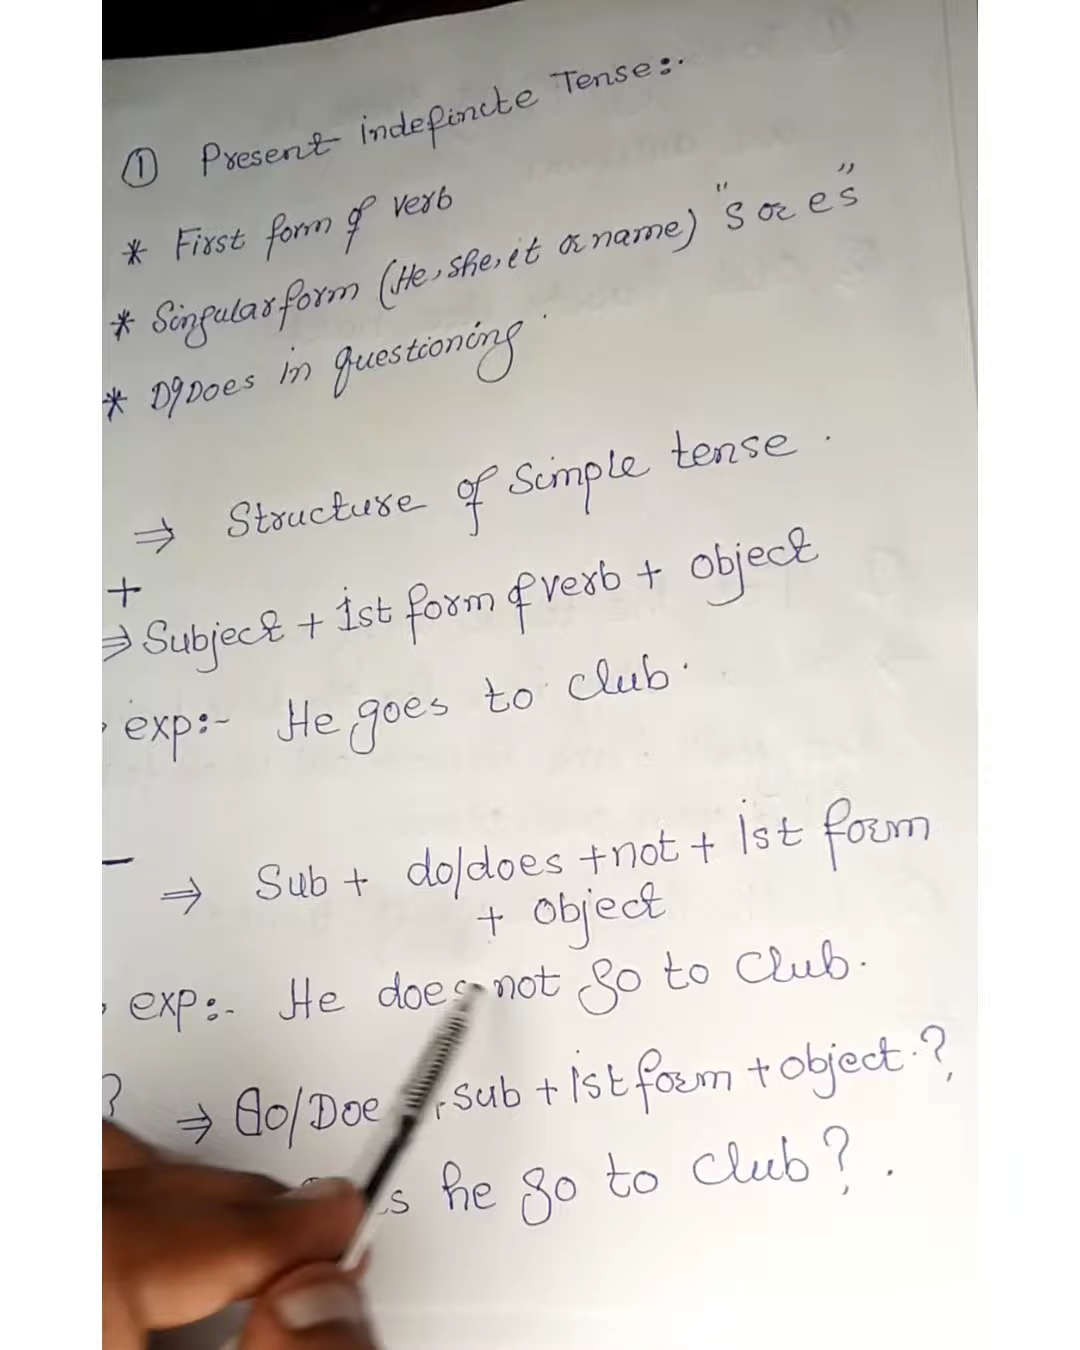 ① Present indefinite Tense:.
* First form of verb
* Singular form (He, she, it or name) "s or es"
* Do/Does in questioning
⇒ Structure of Simple tense.
+
⇒ Subject + 1st form of verb + object
exp:- He goes to club.
-
⇒ Sub + do/does + not + 1st form
+ object
exp:- He does not go to club.
?
⇒ Do/Doe sub + 1st form + object.?
s he go to club?.